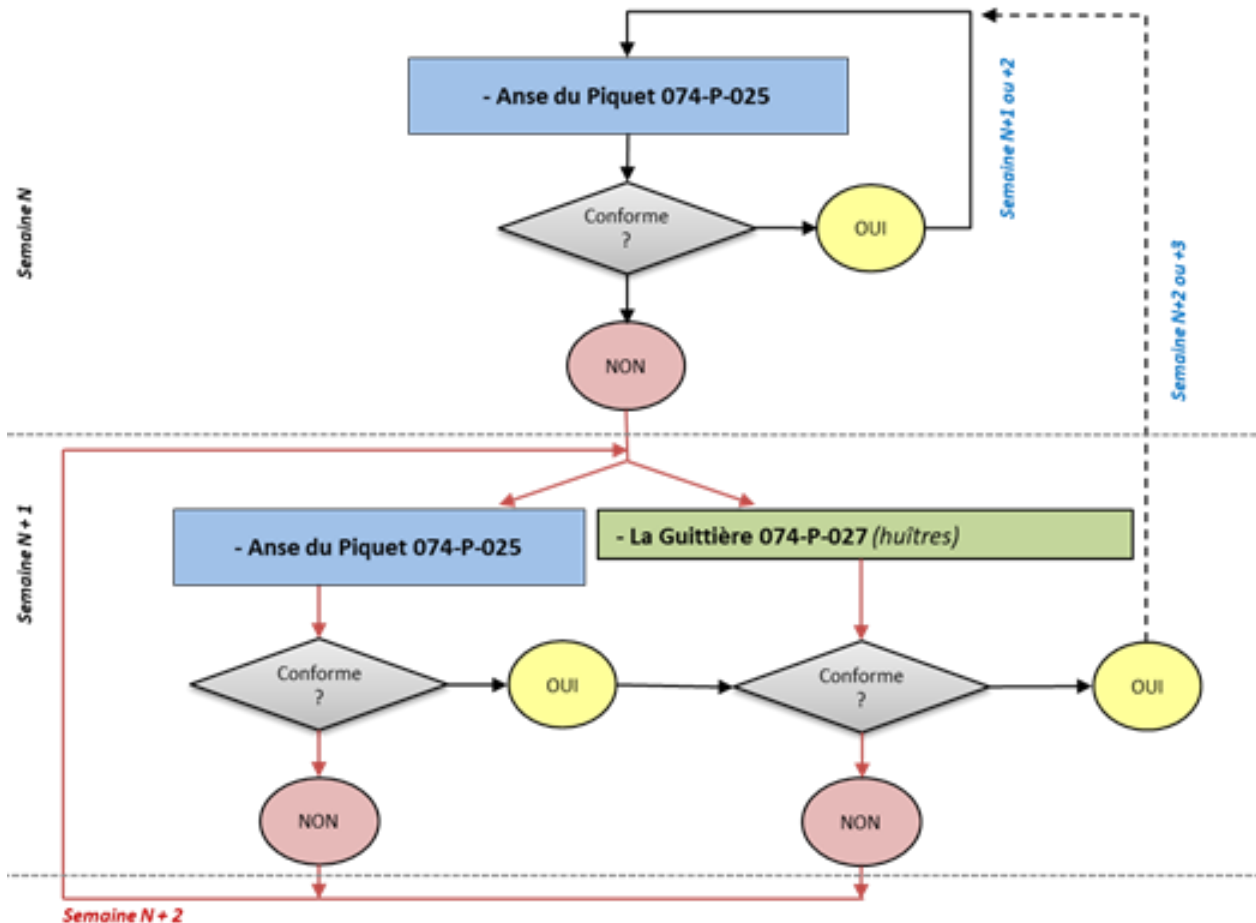 - Anse du Piquet 074-P-025
Semaine N+1 ou +2
Semaine N
Conforme
?
OUI
Semaine N+2 ou +3
NON
- Anse du Piquet 074-P-025
- La Guittière 074-P-027 (huîtres)
Semaine N + 1
Conforme
?
OUI
Conforme
?
OUI
NON
NON
Semaine N + 2